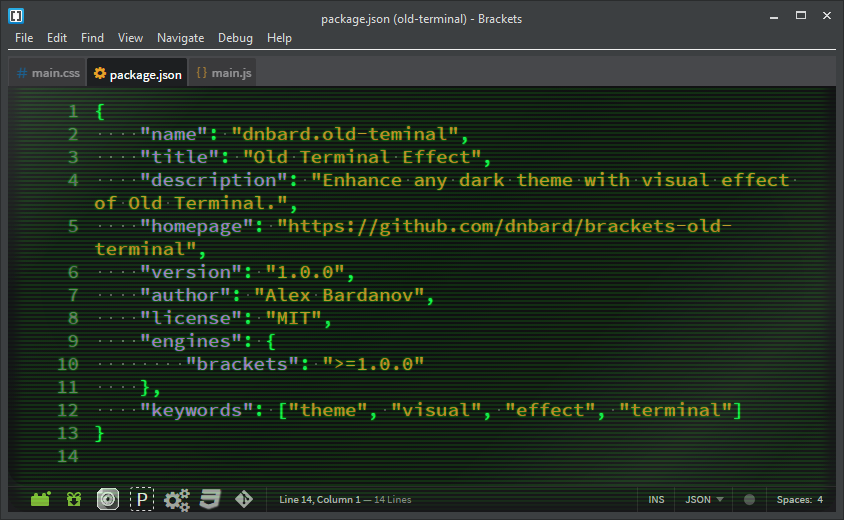 package.json (old-terminal) - Brackets
File Edit Find View Navigate Debug Help
# main.css package.json {} main.js
1 {
2 ····"name":·"dnbard.old-teminal",
3 ····"title":·"Old·Terminal·Effect",
4 ····"description":·"Enhance·any·dark·theme·with·visual·effect·
of·Old·Terminal.",
5 ····"homepage":·"https://github.com/dnbard/brackets-old-
terminal",
6 ····"version":·"1.0.0",
7 ····"author":·"Alex·Bardanov",
8 ····"license":·"MIT",
9 ····"engines":·{
10 ········"brackets":·">=1.0.0"
11 ····},
12 ····"keywords":·["theme",·"visual",·"effect",·"terminal"]
13 }
14
P Line 14, Column 1 — 14 Lines INS JSON Spaces: 4